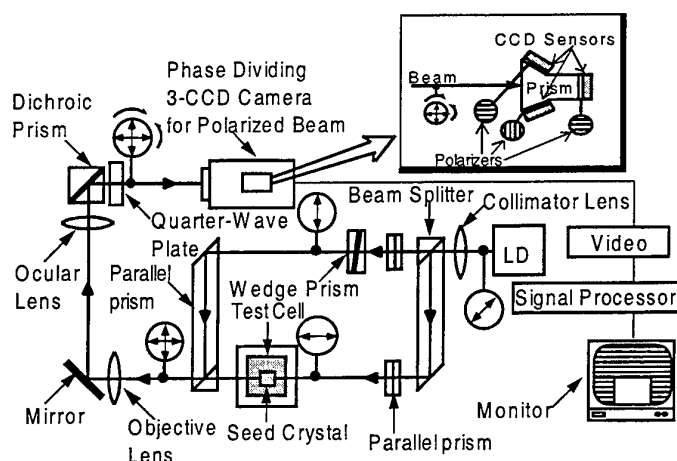 Phase Dividing
3-CCD Camera
for Polarized Beam
CCD Sensors
Beam
Prism
Polarizers
Dichroic
Prism
Quarter-Wave
Plate
Beam Splitter
Collimator Lens
LD
Video
Signal Processor
Monitor
Ocular
Lens
Parallel
prism
Wedge Prism
Test Cell
Mirror
Objective
Lens
Seed Crystal
Parallel prism